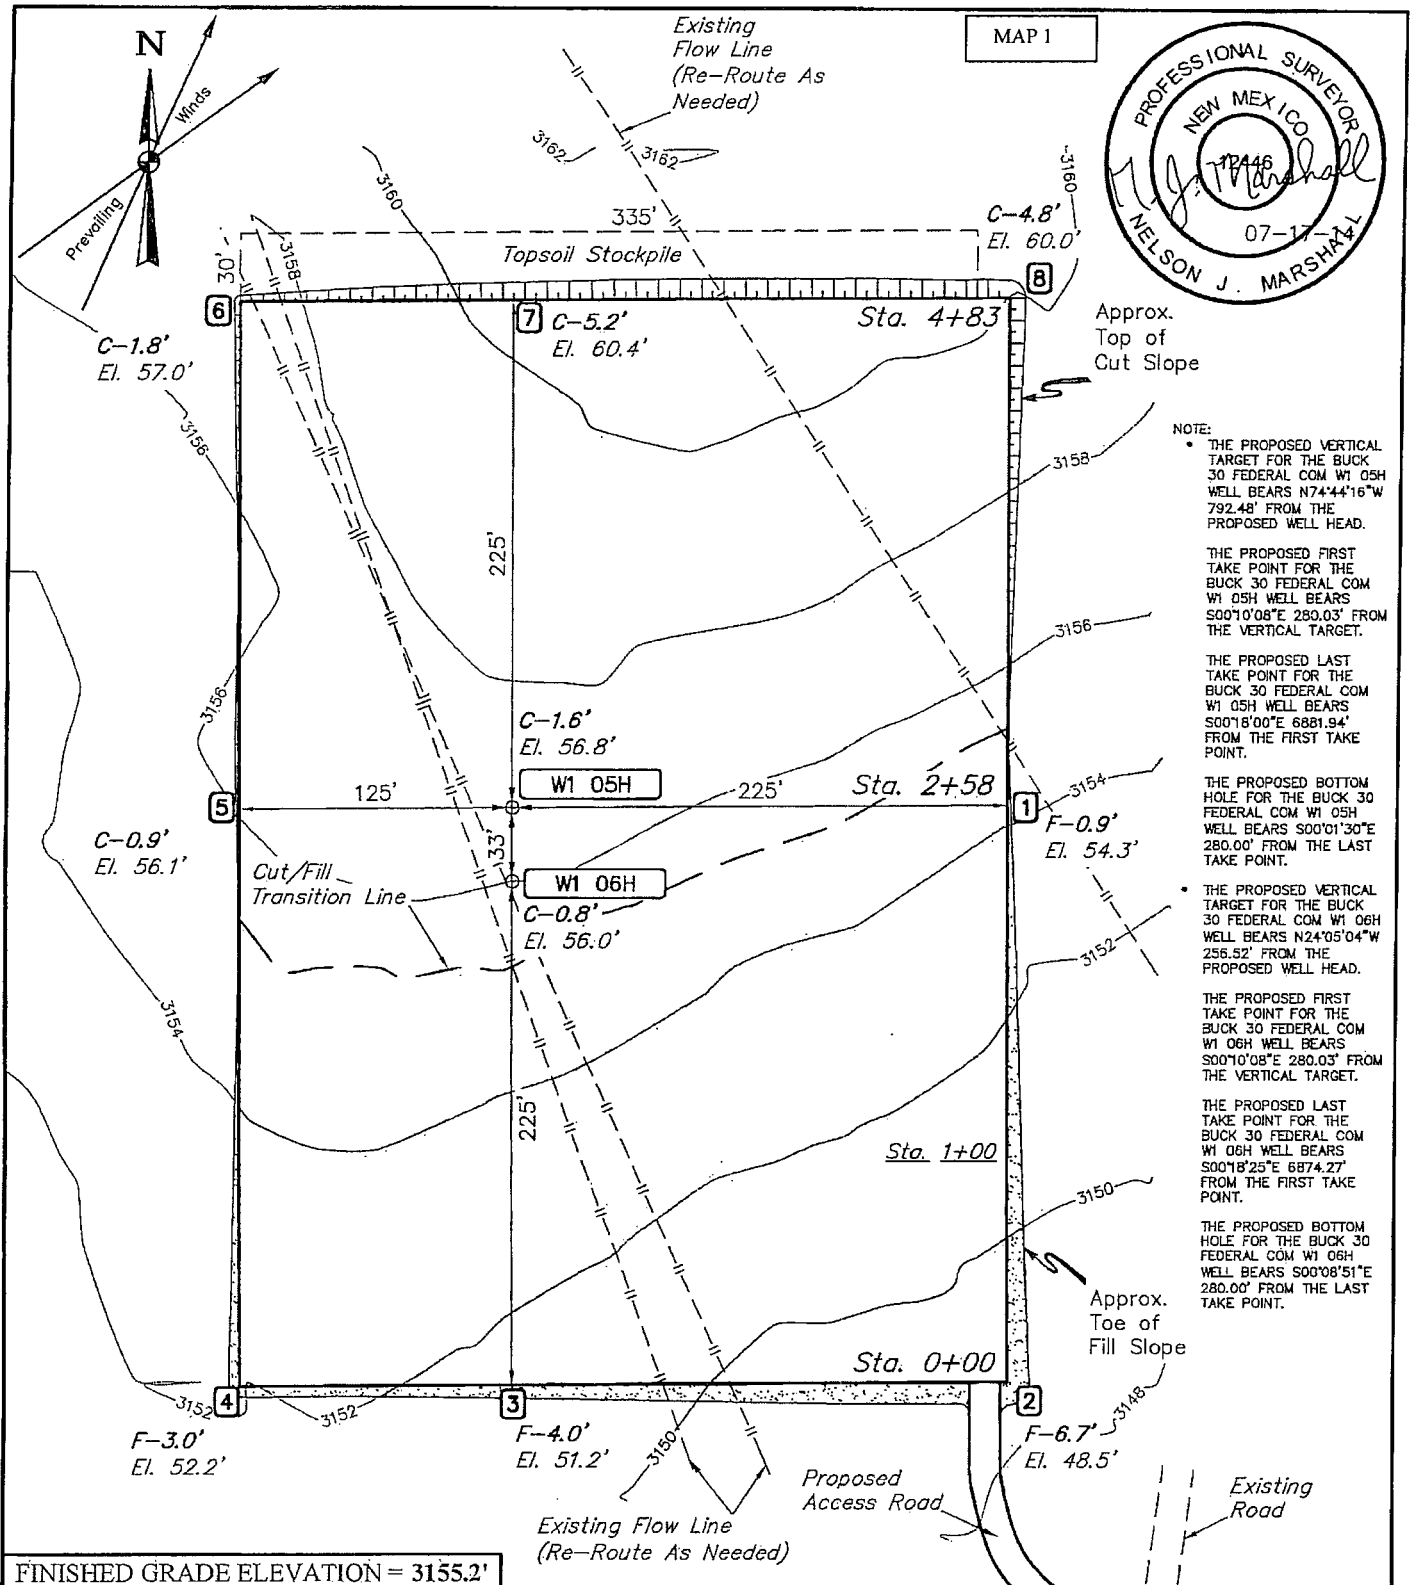 N
Winds
Prevailing
Existing
Flow Line
(Re-Route As
Needed)
MAP 1
PROFESSIONAL SURVEYOR
NEW MEXICO
12446
N. J. Marshall
07-17-14
NELSON J. MARSHALL
3162
3162
3160
3160
335'
Topsoil Stockpile
C-4.8'
El. 60.0'
30'
3158
6
7
8
C-1.8'
El. 57.0'
C-5.2'
El. 60.4'
Sta. 4+83
Approx.
Top of
Cut Slope
3156
3158
225'
3156
3156
C-1.6'
El. 56.8'
W1 05H
Sta. 2+58
3154
5
125'
225'
1
C-0.9'
El. 56.1'
33'
F-0.9'
El. 54.3'
Cut/Fill
Transition Line
W1 06H
C-0.8'
El. 56.0'
3152
3154
225'
Sta. 1+00
3150
Approx.
Toe of
Fill Slope
Sta. 0+00
4
3
2
3152
3152
3150
3148
F-3.0'
El. 52.2'
F-4.0'
El. 51.2'
F-6.7'
El. 48.5'
Proposed
Access Road
Existing
Road
Existing Flow Line
(Re-Route As Needed)
FINISHED GRADE ELEVATION = 3155.2'
NOTE:
• THE PROPOSED VERTICAL
TARGET FOR THE BUCK
30 FEDERAL COM W1 05H
WELL BEARS N74°44'16"W
792.48' FROM THE
PROPOSED WELL HEAD.
THE PROPOSED FIRST
TAKE POINT FOR THE
BUCK 30 FEDERAL COM
W1 05H WELL BEARS
S00°10'08"E 280.03' FROM
THE VERTICAL TARGET.
THE PROPOSED LAST
TAKE POINT FOR THE
BUCK 30 FEDERAL COM
W1 05H WELL BEARS
S00°18'00"E 6881.94'
FROM THE FIRST TAKE
POINT.
THE PROPOSED BOTTOM
HOLE FOR THE BUCK 30
FEDERAL COM W1 05H
WELL BEARS S00°01'30"E
280.00' FROM THE LAST
TAKE POINT.
• THE PROPOSED VERTICAL
TARGET FOR THE BUCK
30 FEDERAL COM W1 06H
WELL BEARS N24°05'04"W
256.52' FROM THE
PROPOSED WELL HEAD.
THE PROPOSED FIRST
TAKE POINT FOR THE
BUCK 30 FEDERAL COM
W1 06H WELL BEARS
S00°10'08"E 280.03' FROM
THE VERTICAL TARGET.
THE PROPOSED LAST
TAKE POINT FOR THE
BUCK 30 FEDERAL COM
W1 06H WELL BEARS
S00°18'25"E 6874.27'
FROM THE FIRST TAKE
POINT.
THE PROPOSED BOTTOM
HOLE FOR THE BUCK 30
FEDERAL COM W1 06H
WELL BEARS S00°08'51"E
280.00' FROM THE LAST
TAKE POINT.